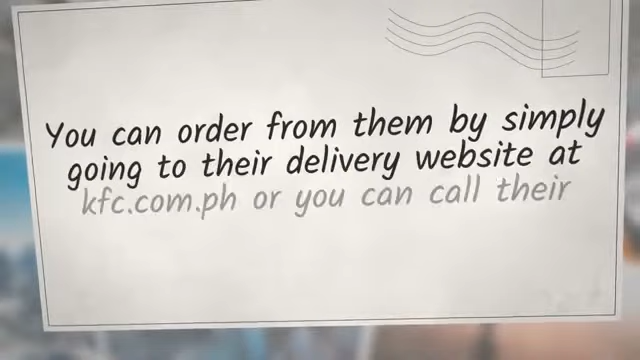 You can order from them by simply
going to their delivery website at
kfc.com.ph or you can call their